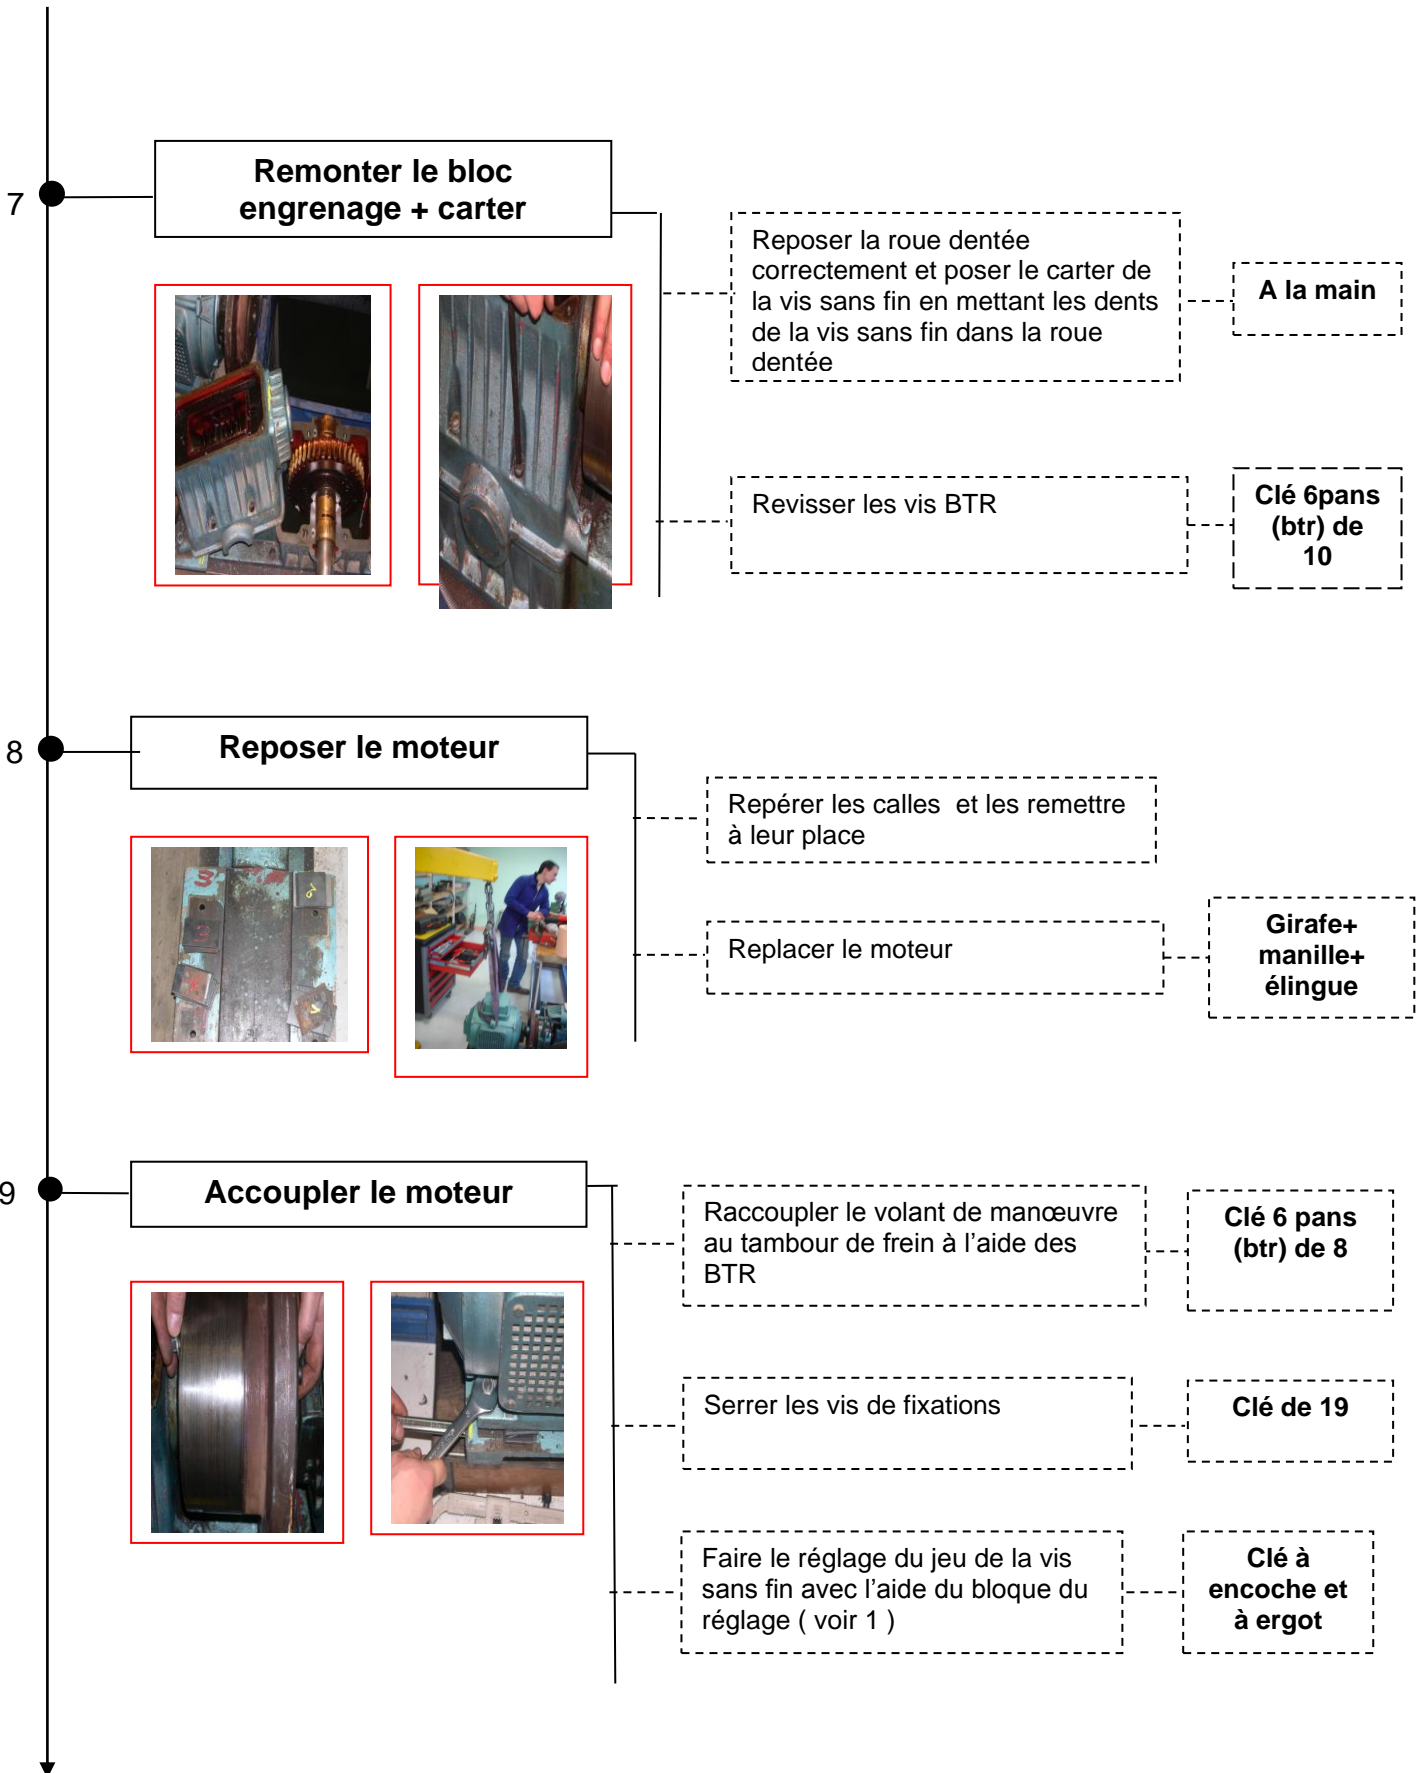 7
Remonter le bloc
engrenage + carter
Reposer la roue dentée
correctement et poser le carter de
la vis sans fin en mettant les dents
de la vis sans fin dans la roue
dentée
A la main
Revisser les vis BTR
Clé 6pans
(btr) de
10
8
Reposer le moteur
Repérer les calles  et les remettre
à leur place
Replacer le moteur
Girafe+
manille+
élingue
9
Accoupler le moteur
Raccoupler le volant de manœuvre
au tambour de frein à l’aide des
BTR
Clé 6 pans
(btr) de 8
Serrer les vis de fixations
Clé de 19
Faire le réglage du jeu de la vis
sans fin avec l’aide du bloque du
réglage ( voir 1 )
Clé à
encoche et
à ergot